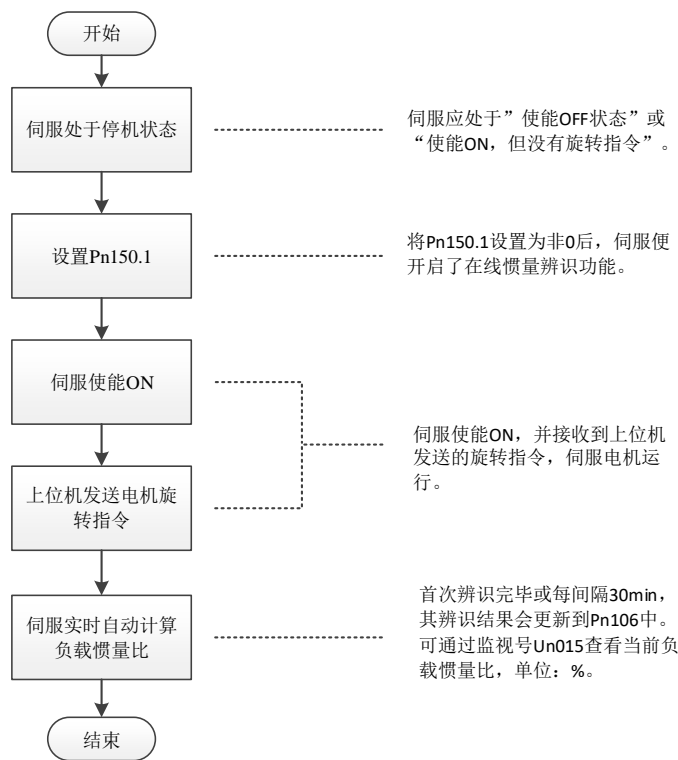 开始
伺服处于停机状态
伺服应处于”使能OFF状态”或
“使能ON，但没有旋转指令”。
设置Pn150.1
将Pn150.1设置为非0后，伺服便
开启了在线惯量辨识功能。
伺服使能ON
伺服使能ON，并接收到上位机
发送的旋转指令，伺服电机运
行。
上位机发送电机旋
转指令
伺服实时自动计算
负载惯量比
首次辨识完毕或每间隔30min，
其辨识结果会更新到Pn106中。
可通过监视号Un015查看当前负
载惯量比，单位：%。
结束